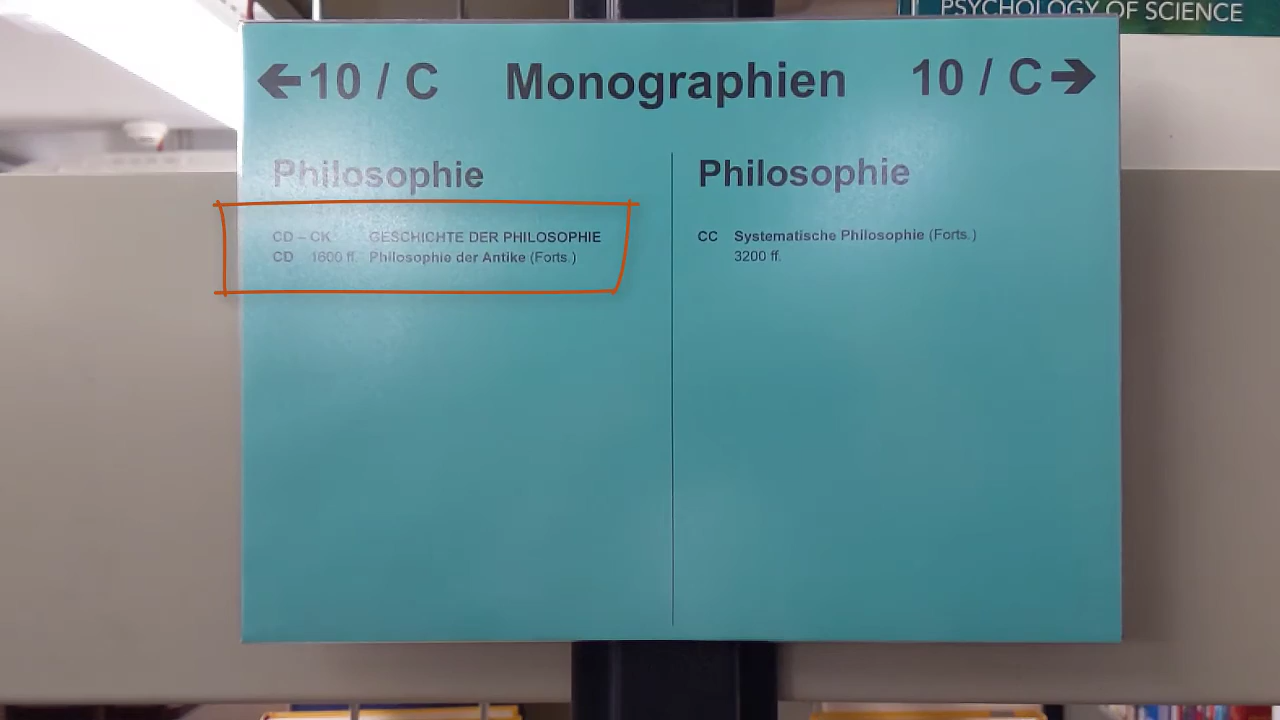 PSYCHOLOGY OF SCIENCE
←10 / C Monographien 10 / C→
Philosophie
CD – CK GESCHICHTE DER PHILOSOPHIE
CD 1600 ff. Philosophie der Antike (Forts.)
Philosophie
CC Systematische Philosophie (Forts.)
3200 ff.